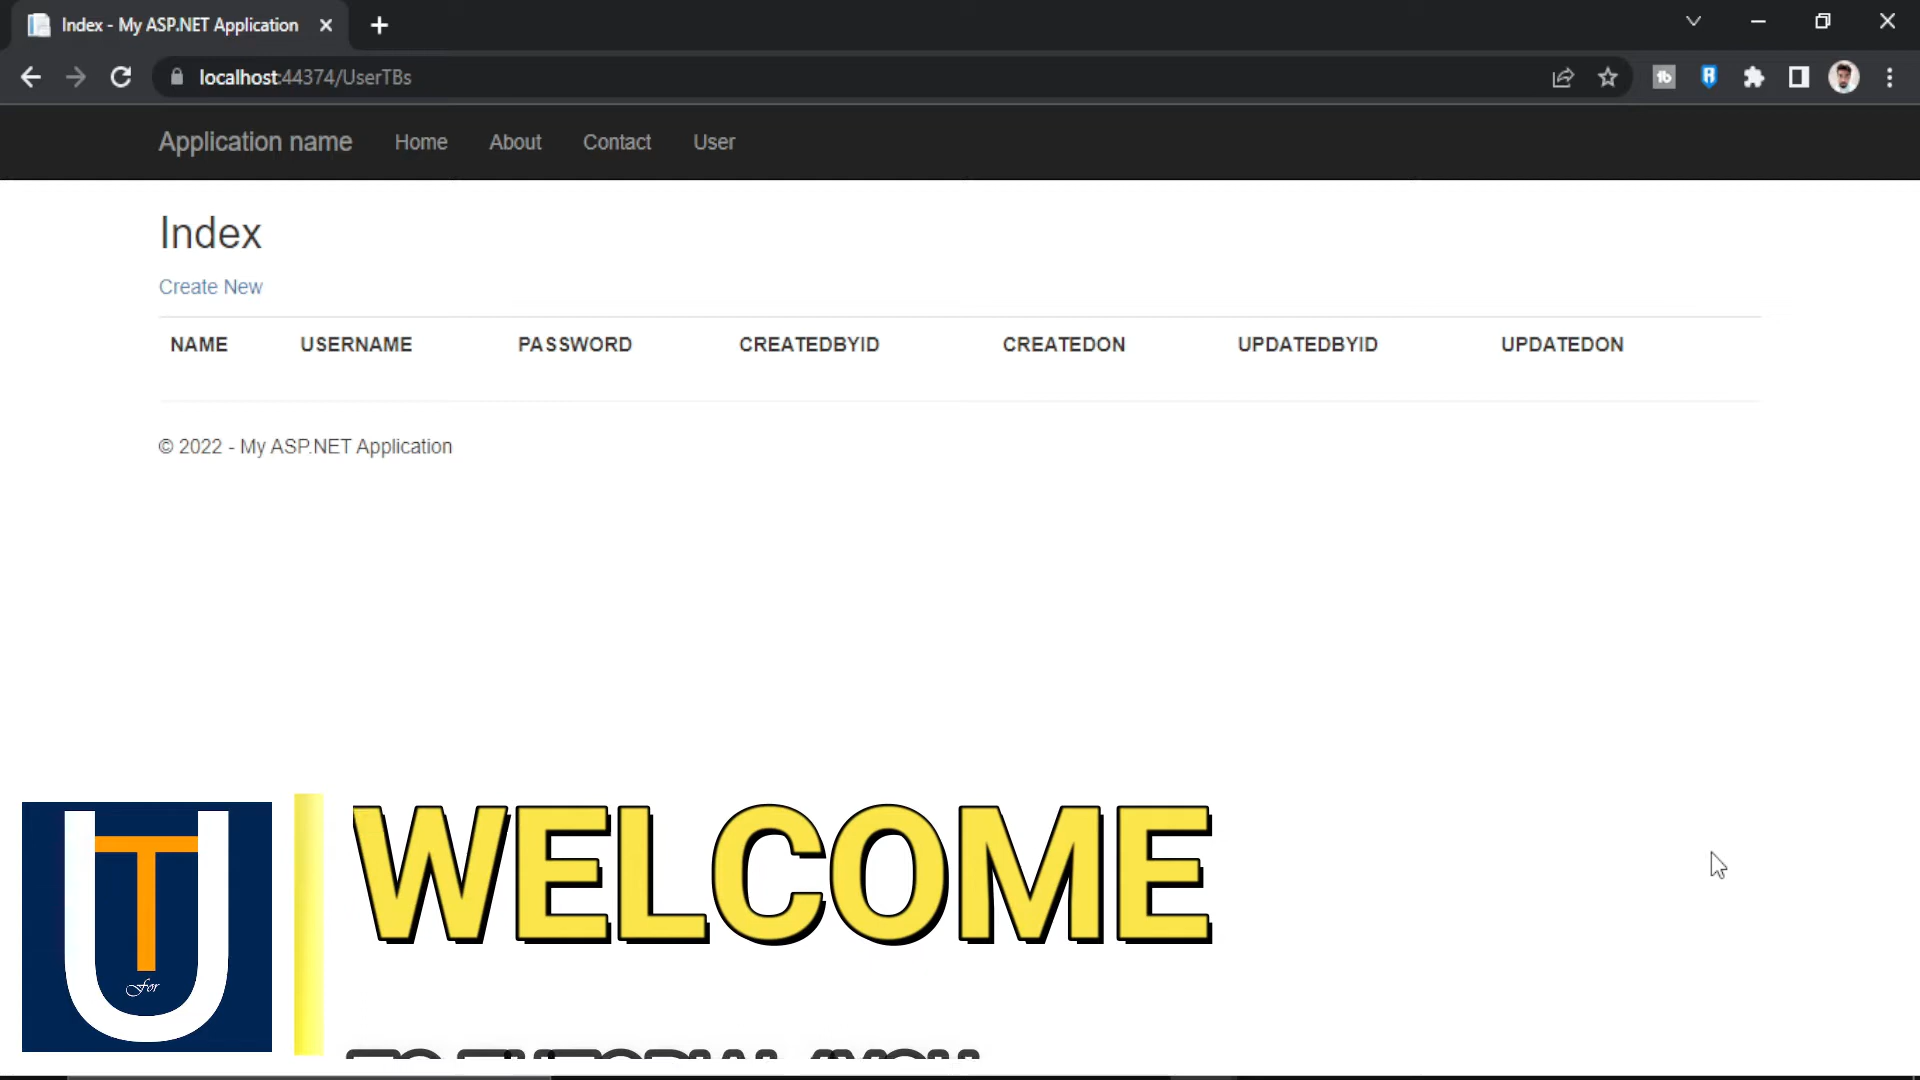 Index - My ASP.NET Application
localhost:44374/UserTBs
Application name Home About Contact User
Index
Create New
NAME USERNAME PASSWORD CREATEDBYID CREATEDON UPDATEDBYID UPDATEDON
© 2022 - My ASP.NET Application
UT
For
WELCOME